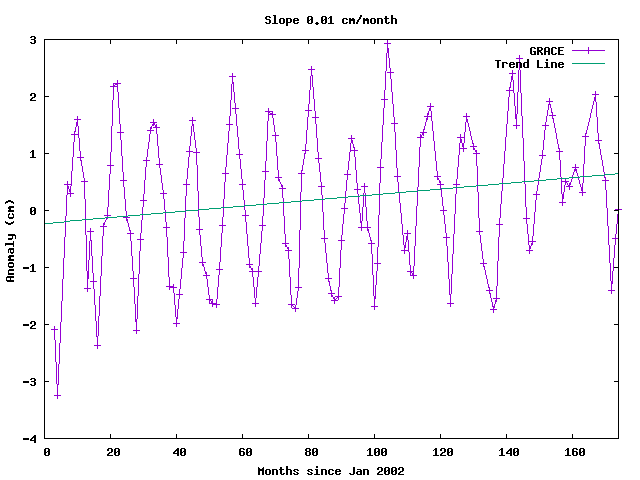 Slope 0.01 cm/month
GRACE
Trend Line
3
2
1
0
-1
-2
-3
-4
Anomaly (cm)
0 20 40 60 80 100 120 140 160
Months since Jan 2002